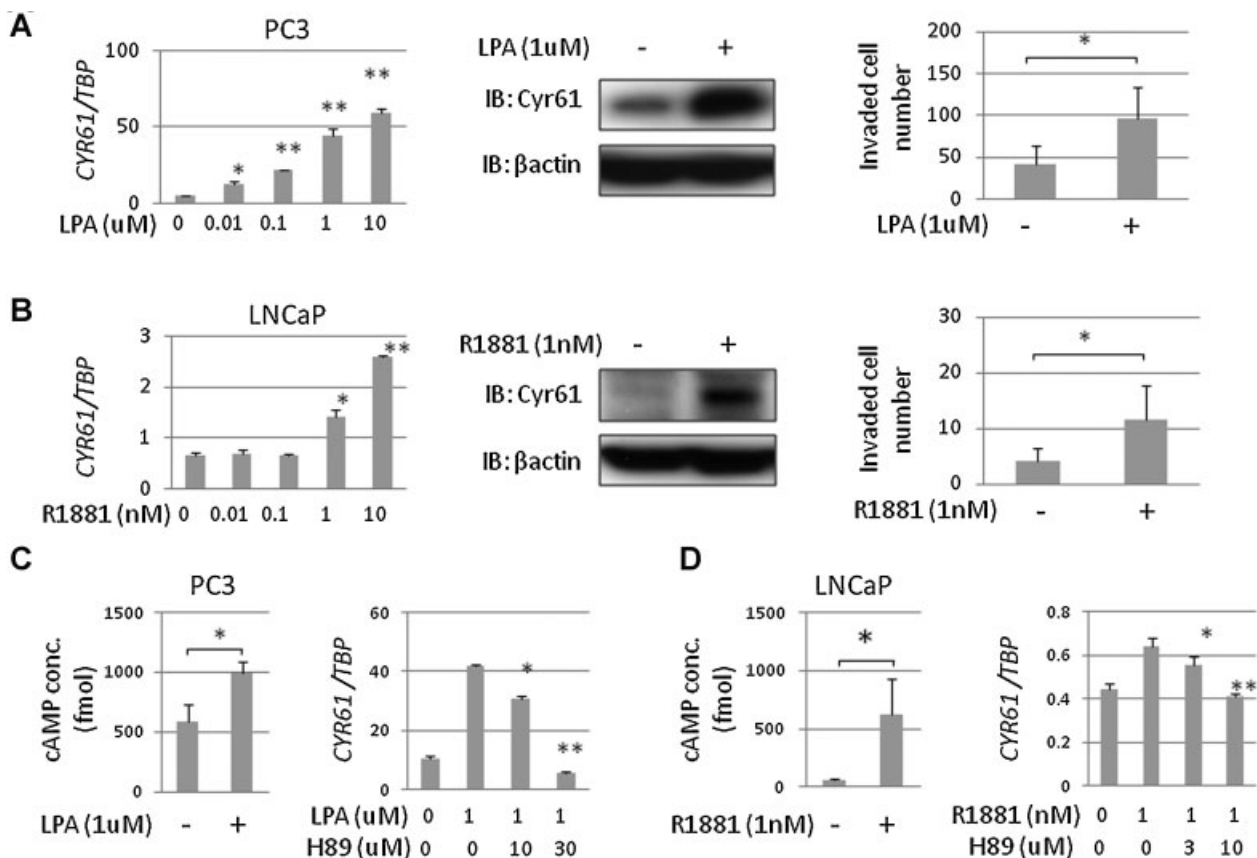 A
PC3
100
50
0
CYR61/TBP
* ** ** **
LPA (uM) 0 0.01 0.1 1 10
LPA (1uM) - +
IB: Cyr61
IB: βactin
200
150
100
50
0
Invaded cell
number
*
LPA (1uM) - +
B
LNCaP
3
2
1
0
CYR61/TBP
* **
R1881 (nM) 0 0.01 0.1 1 10
R1881 (1nM) - +
IB: Cyr61
IB: βactin
30
20
10
0
Invaded cell
number
*
R1881 (1nM) - +
C
PC3
1500
1000
500
0
cAMP conc.
(fmol)
*
LPA (1uM) - +
60
40
20
0
CYR61 /TBP
* **
LPA (uM) 0 1 1 1
H89 (uM) 0 0 10 30
D
LNCaP
1500
1000
500
0
cAMP conc.
(fmol)
*
R1881 (1nM) - +
0.8
0.6
0.4
0.2
0
CYR61 /TBP
* **
R1881 (nM) 0 1 1 1
H89 (uM) 0 0 3 10